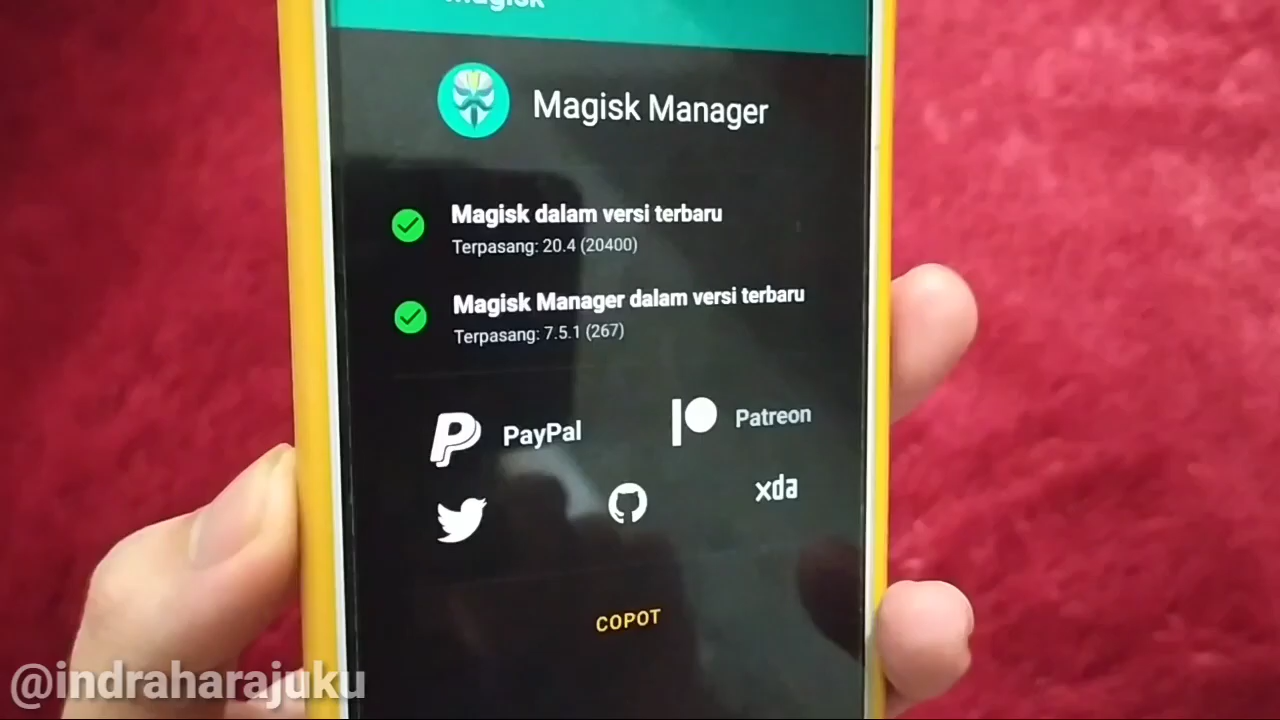 Magisk
Magisk Manager
Magisk dalam versi terbaru
Terpasang: 20.4 (20400)
Magisk Manager dalam versi terbaru
Terpasang: 7.5.1 (267)
PayPal
Patreon
xda
COPOT
@indraharajuku